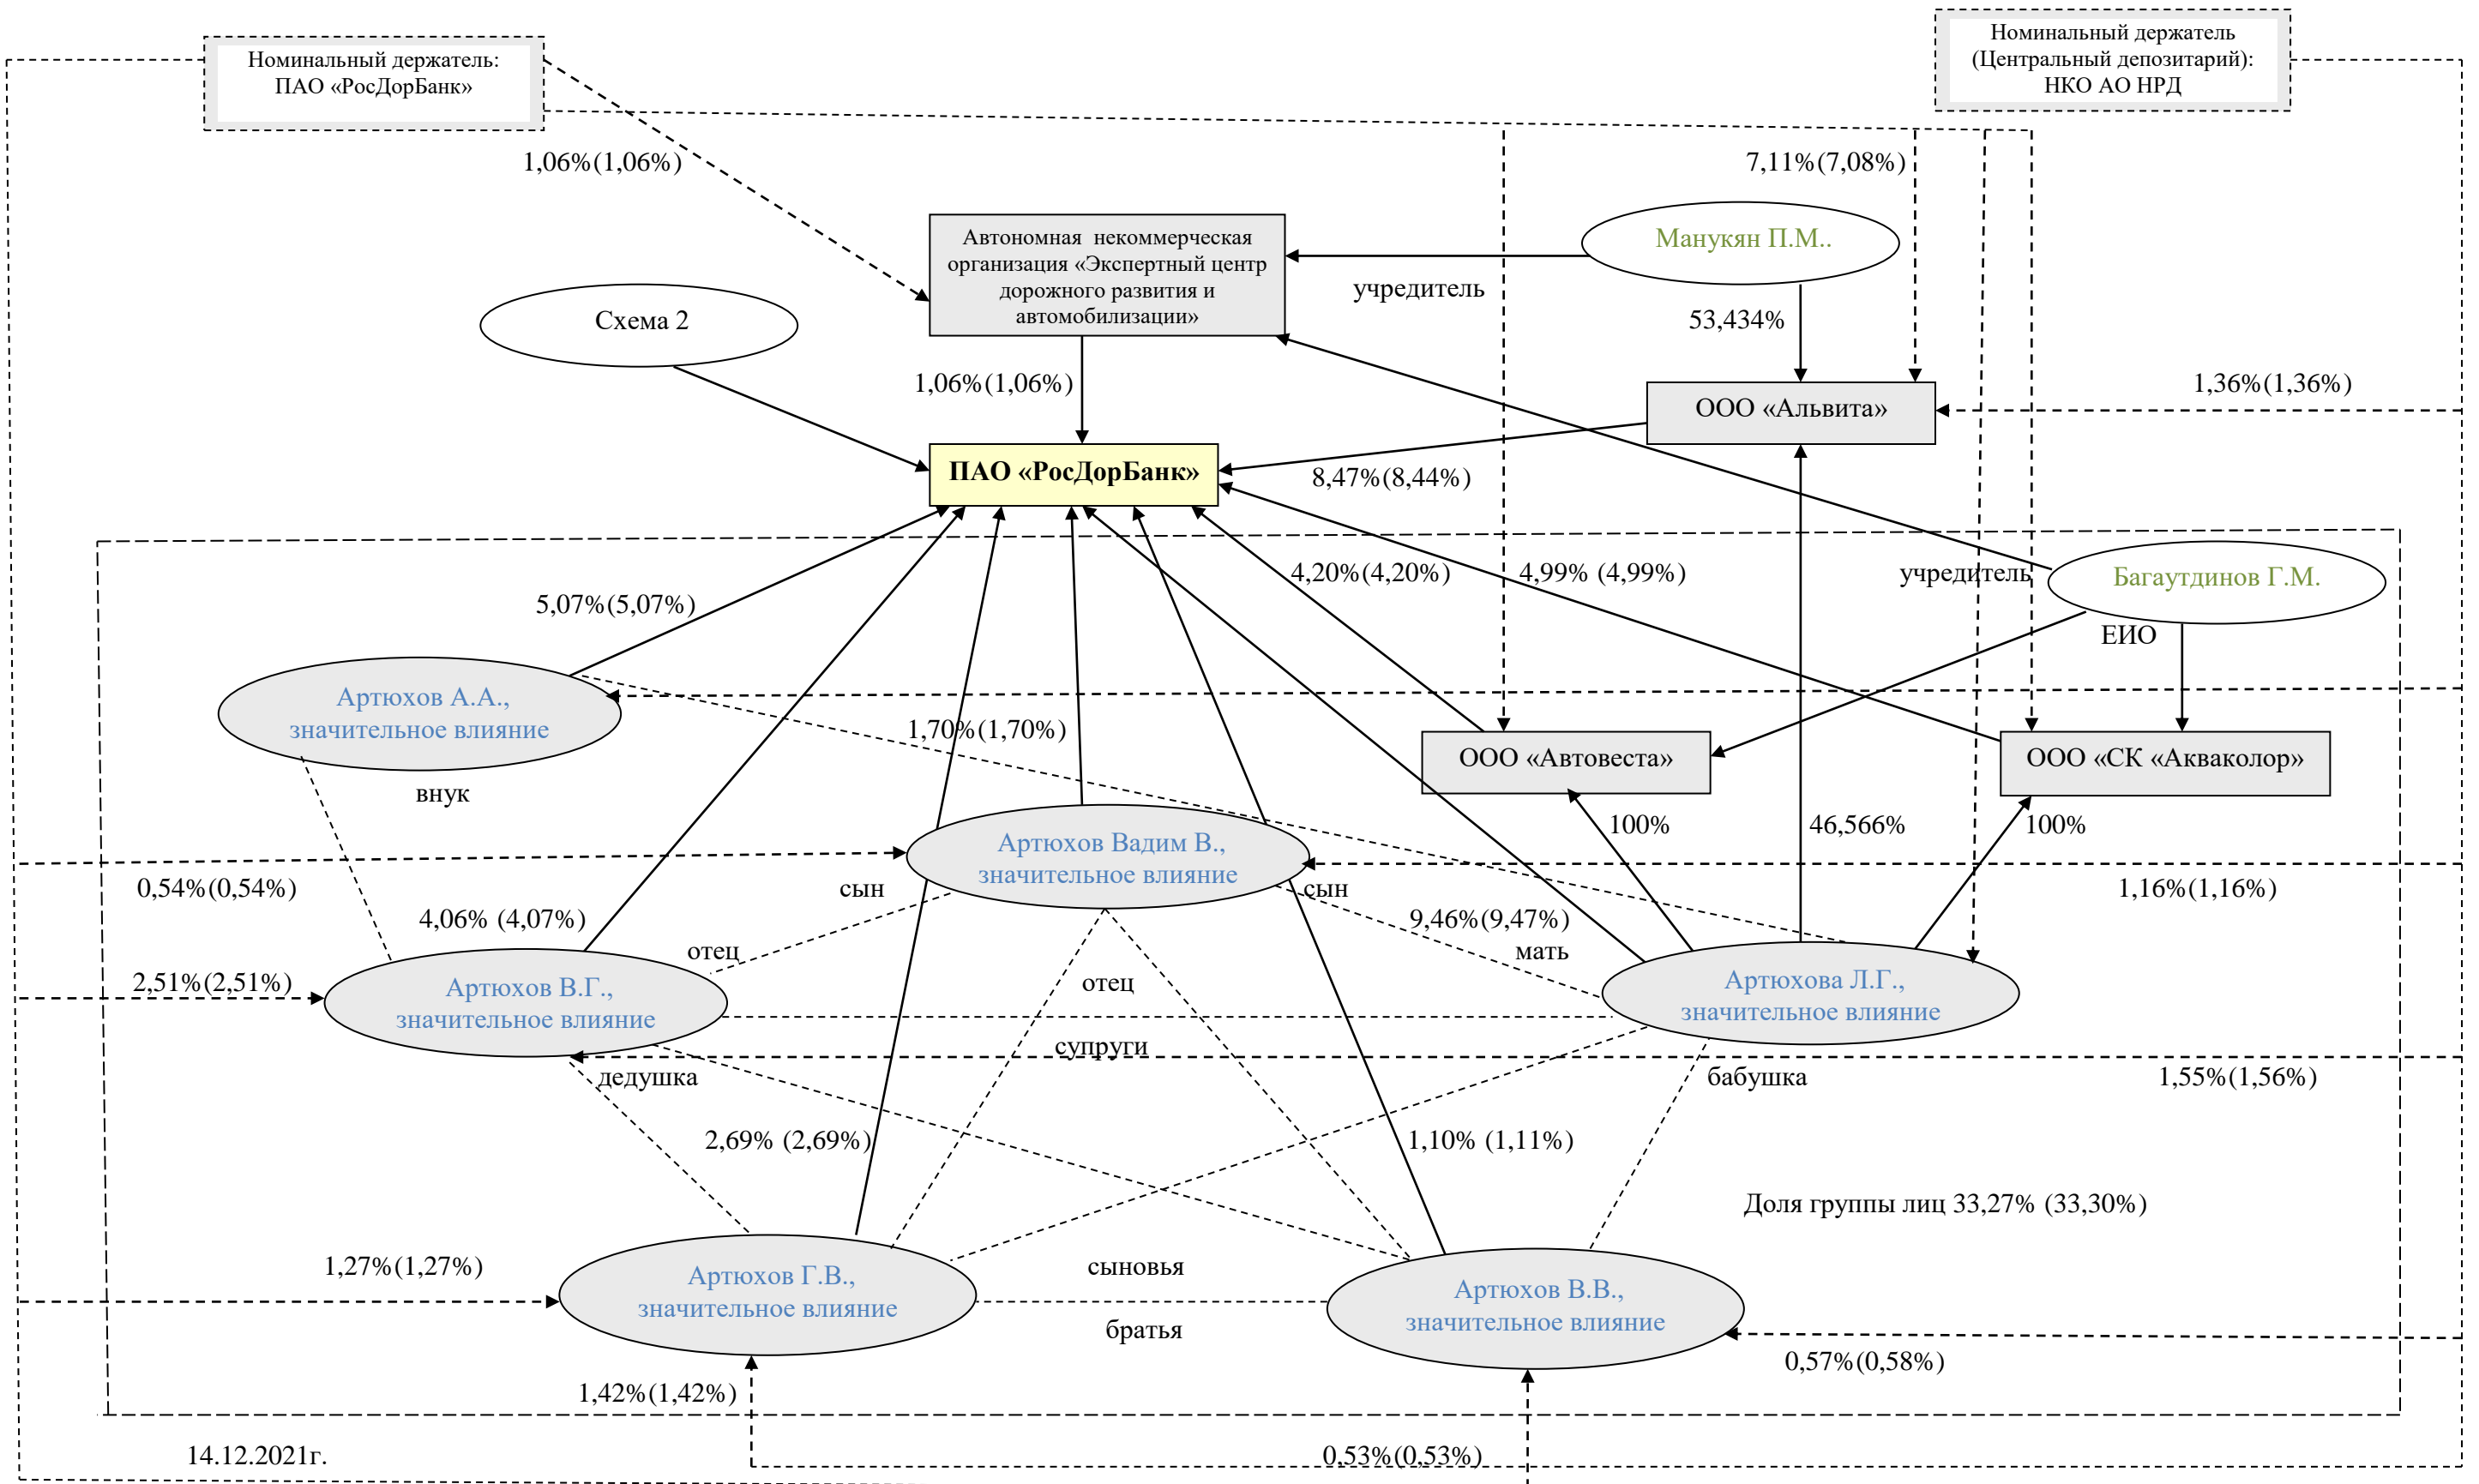 Номинальный держатель:
ПАО «РосДорБанк»
Номинальный держатель
(Центральный депозитарий):
НКО АО НРД
1,06%(1,06%)
7,11%(7,08%)
Автономная некоммерческая
организация «Экспертный центр
дорожного развития и
автомобилизации»
Манукян П.М..
учредитель
Схема 2
53,434%
1,06%(1,06%)
1,36%(1,36%)
ООО «Альвита»
ПАО «РосДорБанк»
8,47%(8,44%)
4,20%(4,20%)
4,99% (4,99%)
учредитель
Багаутдинов Г.М.
5,07%(5,07%)
ЕИО
Артюхов А.А.,
значительное влияние
1,70%(1,70%)
ООО «Автовеста»
ООО «СК «Акваколор»
внук
100%
46,566%
100%
Артюхов Вадим В.,
значительное влияние
0,54%(0,54%)
сын
сын
1,16%(1,16%)
4,06% (4,07%)
9,46%(9,47%)
отец
мать
2,51%(2,51%)
Артюхов В.Г.,
значительное влияние
отец
Артюхова Л.Г.,
значительное влияние
супруги
дедушка
бабушка
1,55%(1,56%)
2,69% (2,69%)
1,10% (1,11%)
Доля группы лиц 33,27% (33,30%)
1,27%(1,27%)
Артюхов Г.В.,
значительное влияние
сыновья
братья
Артюхов В.В.,
значительное влияние
0,57%(0,58%)
1,42%(1,42%)
14.12.2021г.
0,53%(0,53%)